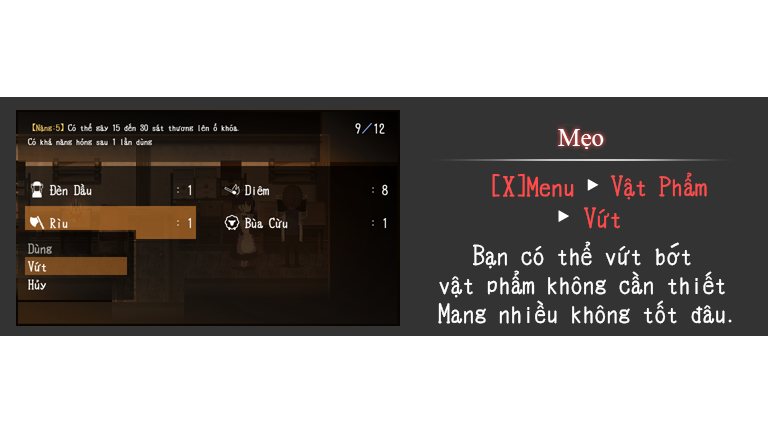 【Nặng:5】Có thể gây 15 đến 30 sát thương lên ổ khóa.
Có khả năng hỏng sau 1 lần dùng
9/12
Đèn Dầu : 1
Diêm : 8
Rìu : 1
Bùa Cừu : 1
Dùng
Vứt
Hủy
Mẹo
[X]Menu ▶ Vật Phẩm
▶ Vứt
Bạn có thể vứt bớt
vật phẩm không cần thiết
Mang nhiều không tốt đâu.